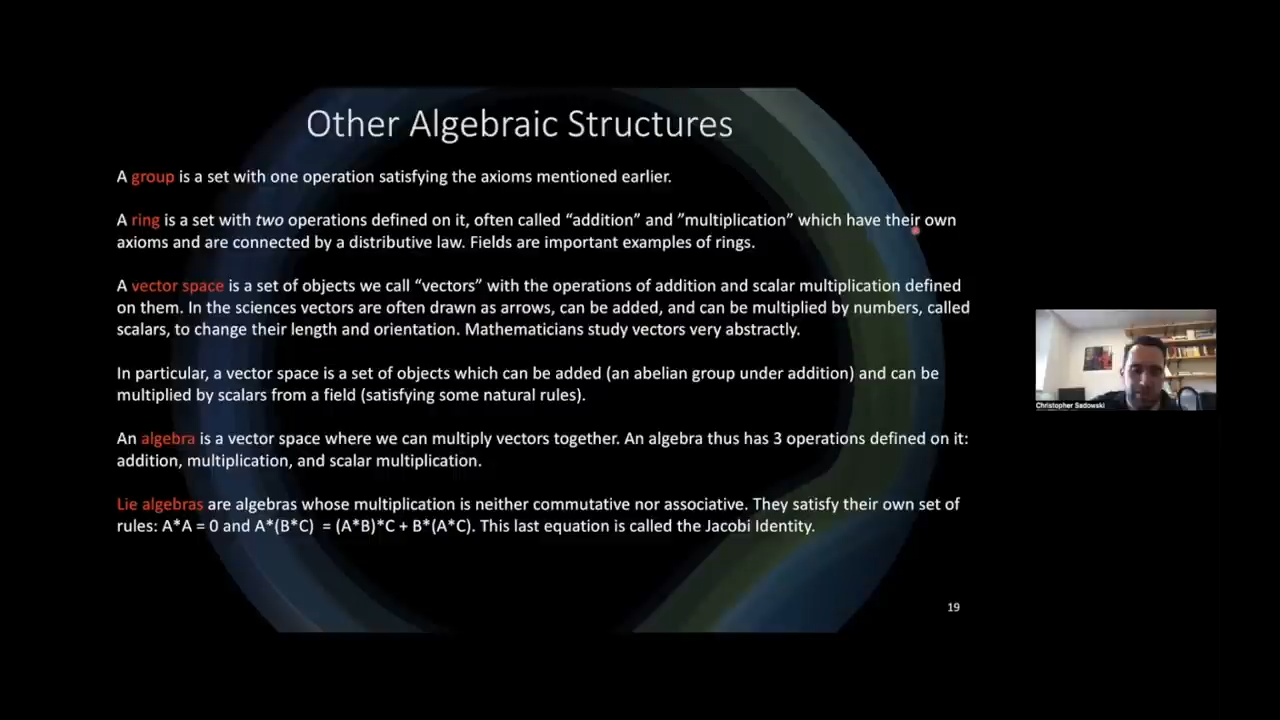 Other Algebraic Structures
A group is a set with one operation satisfying the axioms mentioned earlier.
A ring is a set with two operations defined on it, often called “addition” and ”multiplication” which have their own
axioms and are connected by a distributive law. Fields are important examples of rings.
A vector space is a set of objects we call “vectors” with the operations of addition and scalar multiplication defined
on them. In the sciences vectors are often drawn as arrows, can be added, and can be multiplied by numbers, called
scalars, to change their length and orientation. Mathematicians study vectors very abstractly.
In particular, a vector space is a set of objects which can be added (an abelian group under addition) and can be
multiplied by scalars from a field (satisfying some natural rules).
An algebra is a vector space where we can multiply vectors together. An algebra thus has 3 operations defined on it:
addition, multiplication, and scalar multiplication.
Lie algebras are algebras whose multiplication is neither commutative nor associative. They satisfy their own set of
rules: A*A = 0 and A*(B*C) = (A*B)*C + B*(A*C). This last equation is called the Jacobi Identity.
19
Christopher Sadowski